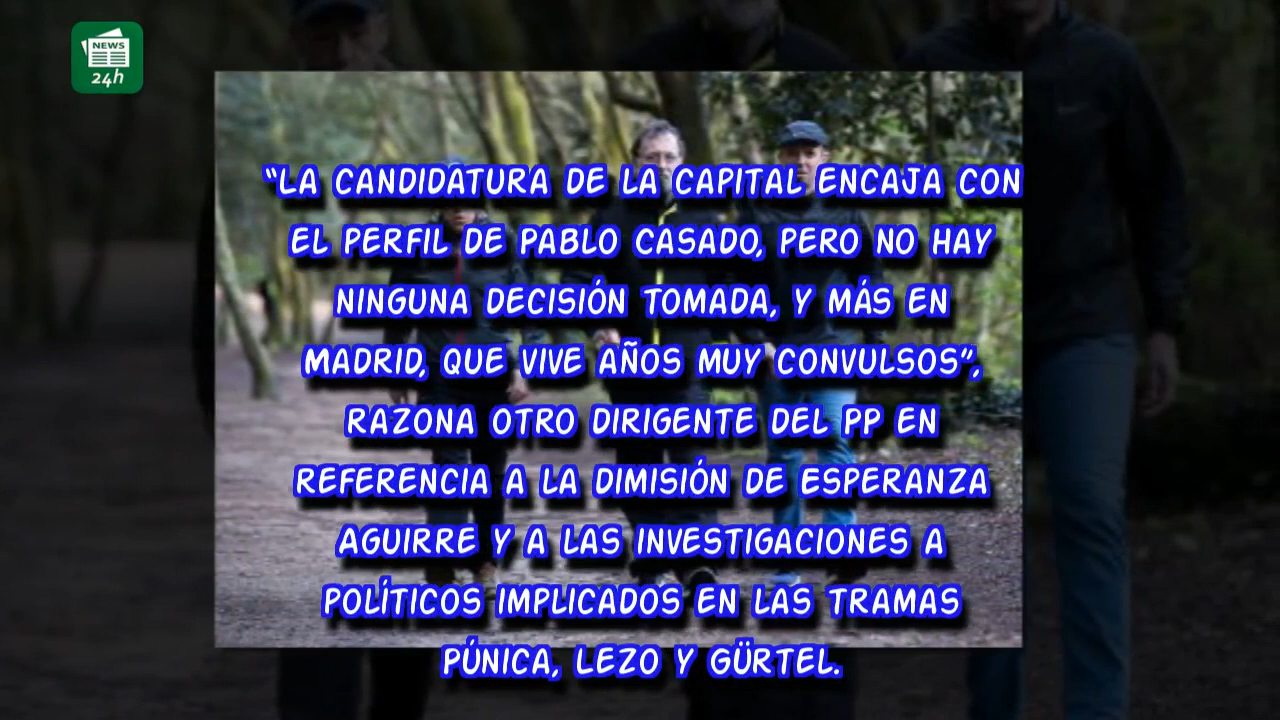 NEWS
24h
“LA CANDIDATURA DE LA CAPITAL ENCAJA CON
EL PERFIL DE PABLO CASADO, PERO NO HAY
NINGUNA DECISIÓN TOMADA, Y MÁS EN
MADRID, QUE VIVE AÑOS MUY CONVULSOS”,
RAZONA OTRO DIRIGENTE DEL PP EN
REFERENCIA A LA DIMISIÓN DE ESPERANZA
AGUIRRE Y A LAS INVESTIGACIONES A
POLÍTICOS IMPLICADOS EN LAS TRAMAS
PÚNICA, LEZO Y GÜRTEL.